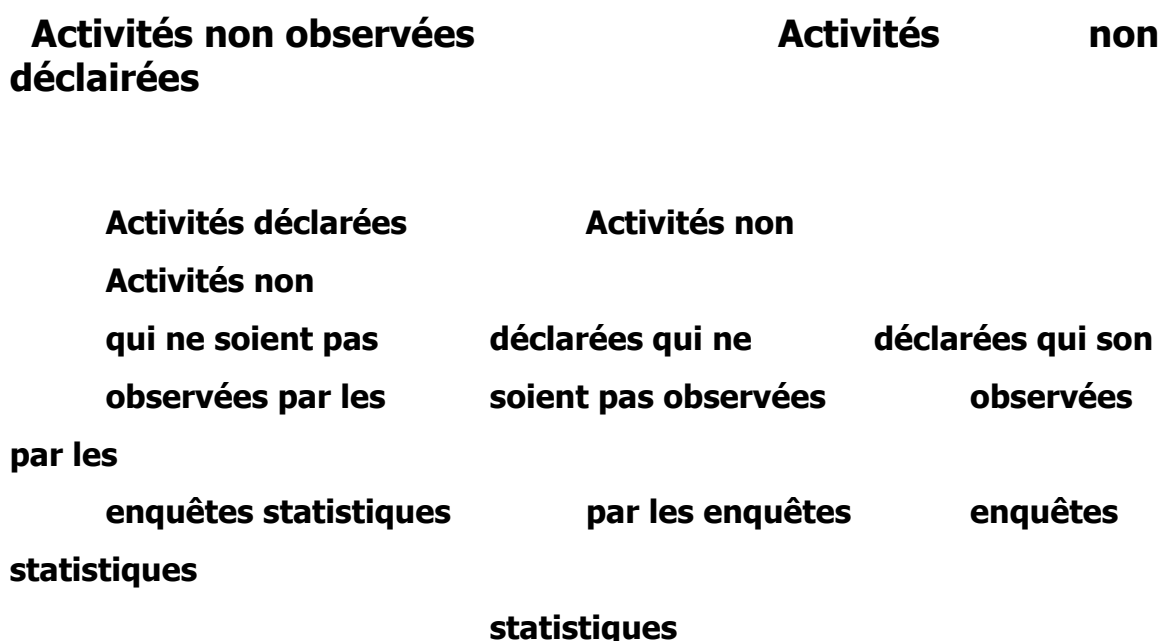 Activités non observées Activités non
déclairées
Activités déclarées Activités non
Activités non
qui ne soient pas déclarées qui ne déclarées qui son
observées par les soient pas observées observées
par les
enquêtes statistiques par les enquêtes enquêtes
statistiques
statistiques